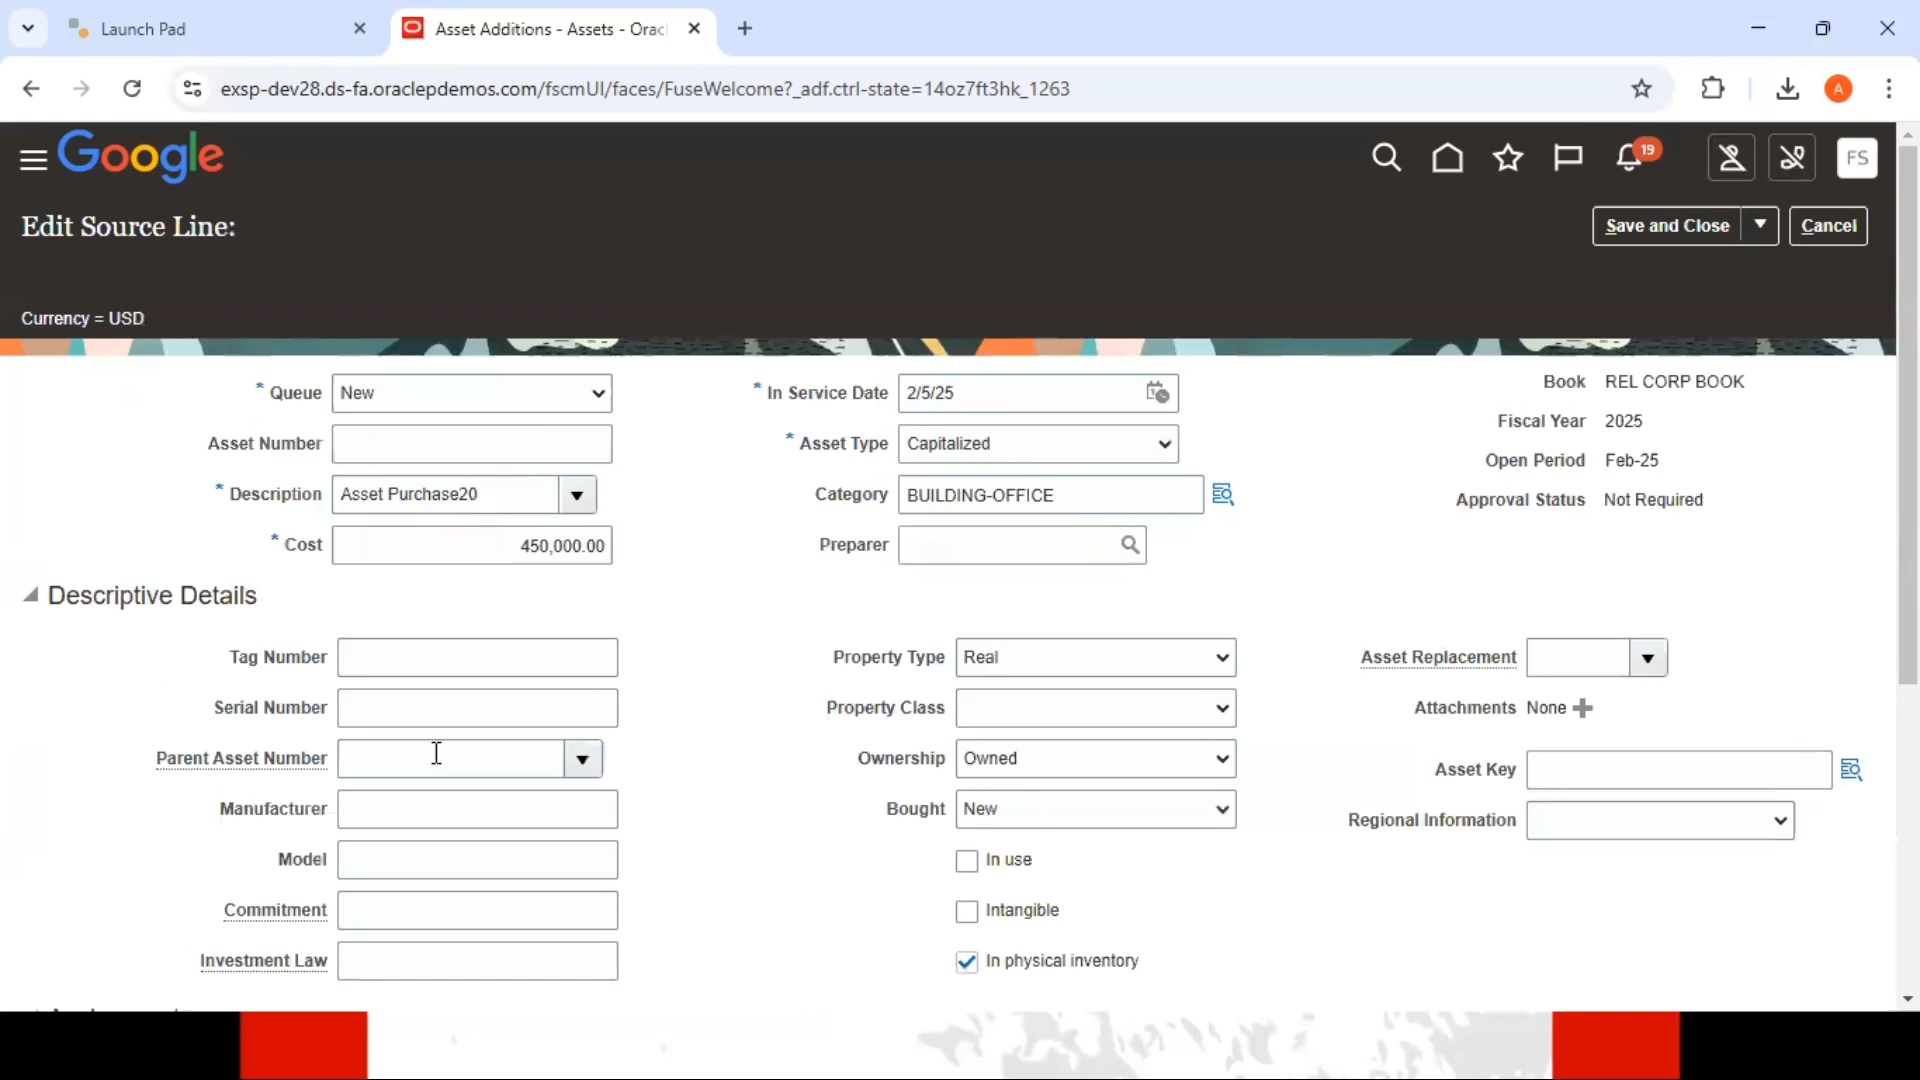 Launch Pad
Asset Additions - Assets - Orac
exsp-dev28.ds-fa.oraclepdemos.com/fscmUI/faces/FuseWelcome?_adf.ctrl-state=14oz7ft3hk_1263
A
Google
19
FS
Edit Source Line:
Save and Close
Cancel
Currency = USD
* Queue New
* In Service Date 2/5/25
Book REL CORP BOOK
Asset Number
* Asset Type Capitalized
Fiscal Year 2025
* Description Asset Purchase20
Category BUILDING-OFFICE
Open Period Feb-25
* Cost 450,000.00
Preparer
Approval Status Not Required
Descriptive Details
Tag Number
Property Type Real
Asset Replacement
Serial Number
Property Class
Attachments None
Parent Asset Number
Ownership Owned
Asset Key
Manufacturer
Bought New
Regional Information
Model
In use
Commitment
Intangible
Investment Law
In physical inventory